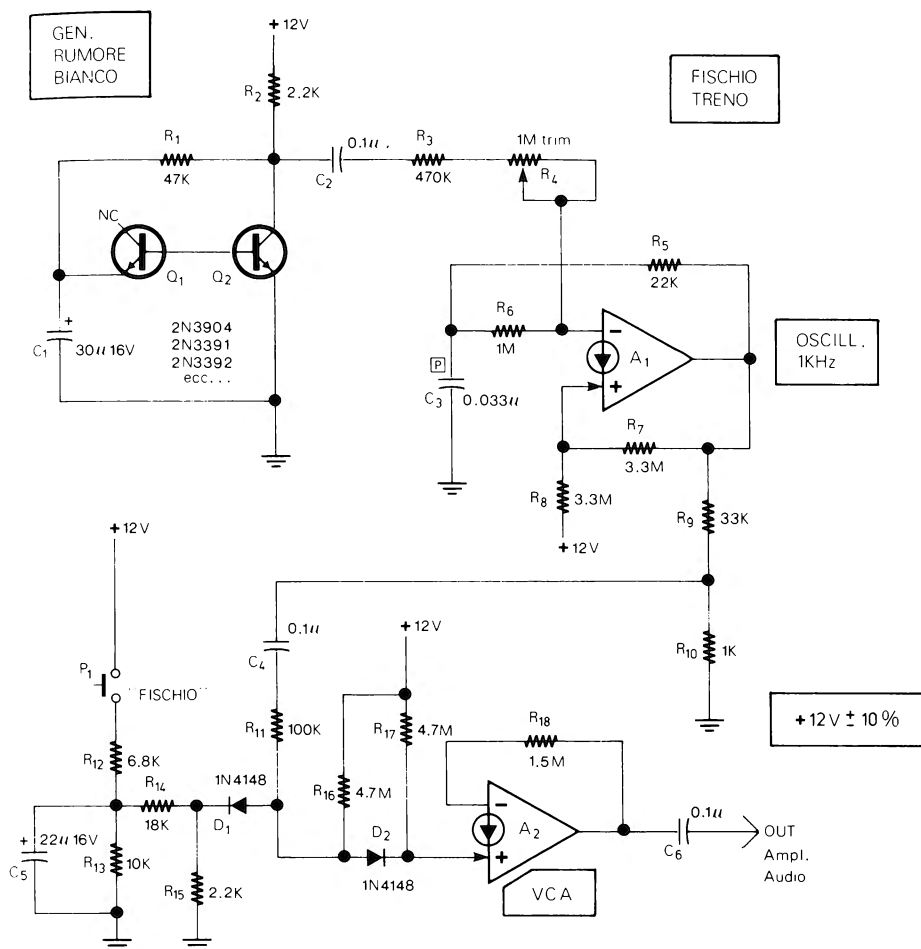 GEN.
RUMORE
BIANCO
+12V
R2
2.2K
FISCHIO
TRENO
R1
47K
0.1u.
C2
R3
470K
1M trim
R4
NC
Q1
Q2
R5
22K
R6
1M
A1
OSCILL.
1KHz
C1
+
30u 16V
2N3904
2N3391
2N3392
ecc...
P
C3
0.033u
−
+
R7
3.3M
R8
3.3M
+12V
R9
33K
+12V
0.1u
C4
+12V
R10
1K
P1
"FISCHIO"
R11
100K
R17
4.7M
R18
1.5M
+12V ± 10%
R12
6.8K
R14
18K
1N4148
D1
R16
4.7M
D2
1N4148
−
+
A2
0.1u
C6
OUT
Ampl.
Audio
+
22u 16V
C5
R13
10K
R15
2.2K
VCA